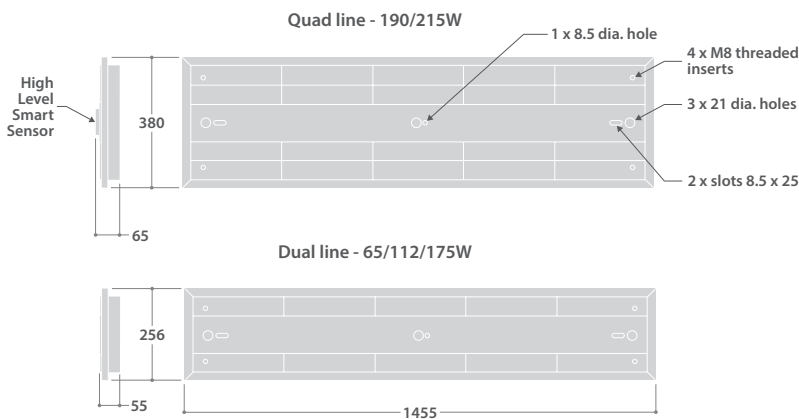 Quad line - 190/215W
1 x 8.5 dia. hole
4 x M8 threaded
inserts
High
Level
Smart
Sensor
380
3 x 21 dia. holes
2 x slots 8.5 x 25
65
Dual line - 65/112/175W
256
55
1455